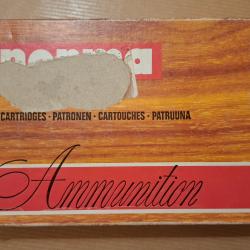 norma
CARTRIDGES · PATRONEN · CARTOUCHES · PATRUUNA
Ammunition